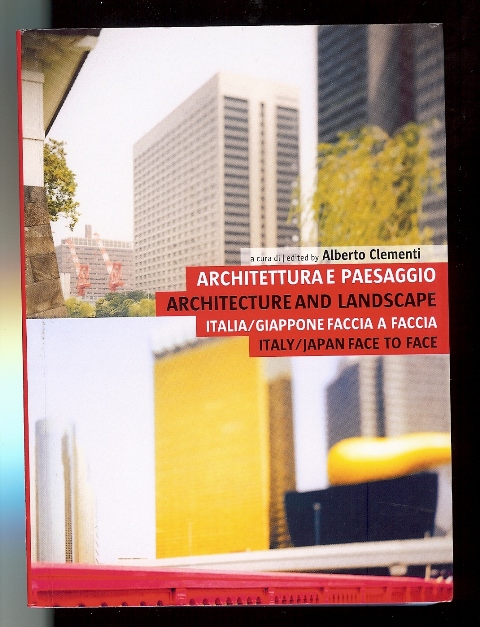 a cura di | edited by Alberto Clementi
ARCHITETTURA E PAESAGGIO
ARCHITECTURE AND LANDSCAPE
ITALIA/GIAPPONE FACCIA A FACCIA
ITALY/JAPAN FACE TO FACE